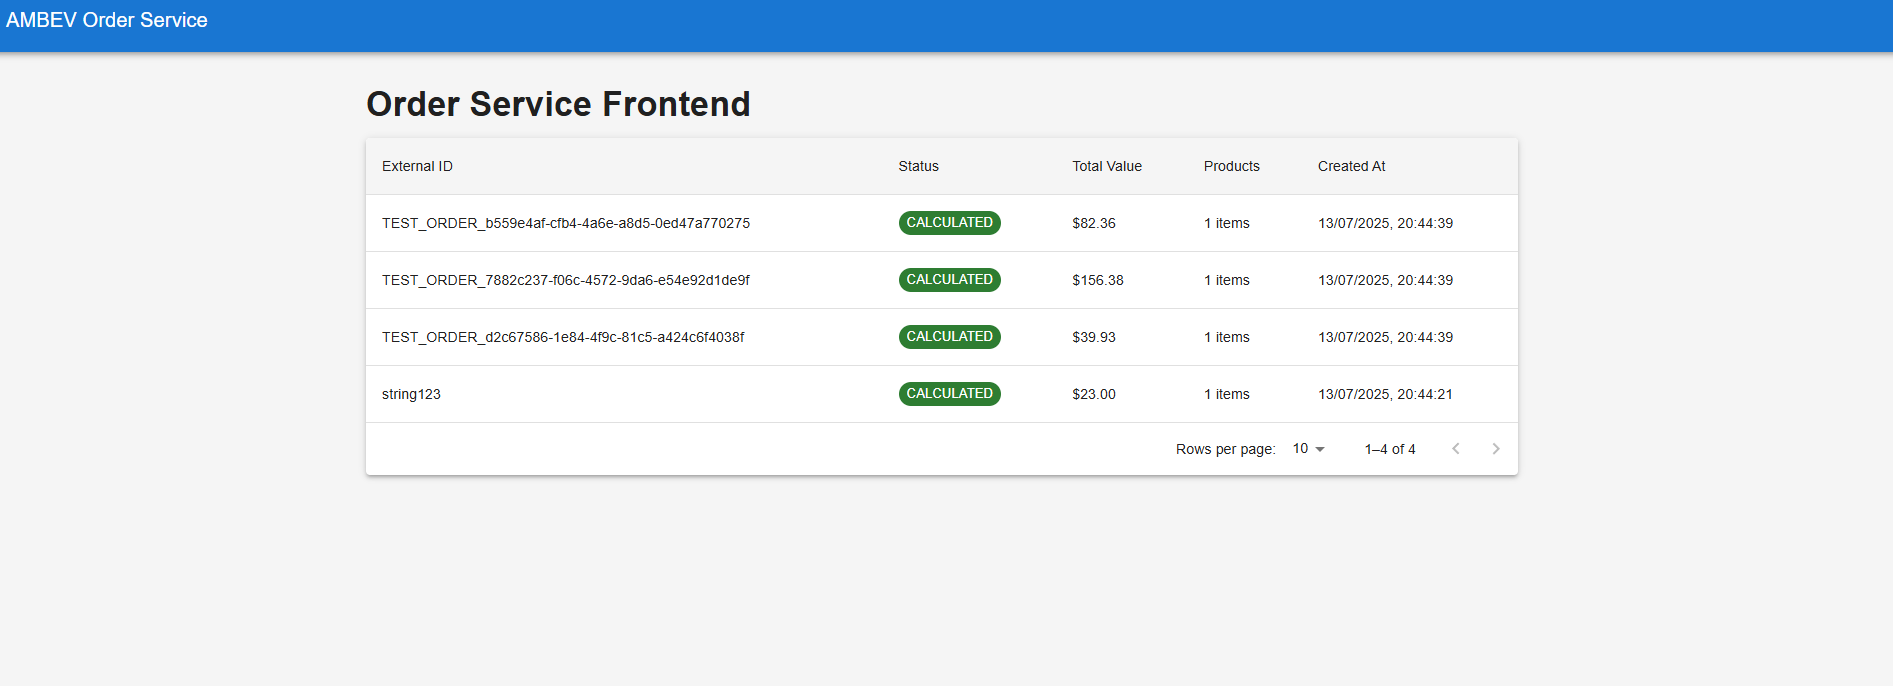 AMBEV Order Service
Order Service Frontend
External ID Status Total Value Products Created At
TEST_ORDER_b559e4af-cfb4-4a6e-a8d5-0ed47a770275 CALCULATED $82.36 1 items 13/07/2025, 20:44:39
TEST_ORDER_7882c237-f06c-4572-9da6-e54e92d1de9f CALCULATED $156.38 1 items 13/07/2025, 20:44:39
TEST_ORDER_d2c67586-1e84-4f9c-81c5-a424c6f4038f CALCULATED $39.93 1 items 13/07/2025, 20:44:39
string123 CALCULATED $23.00 1 items 13/07/2025, 20:44:21
Rows per page: 10 1–4 of 4